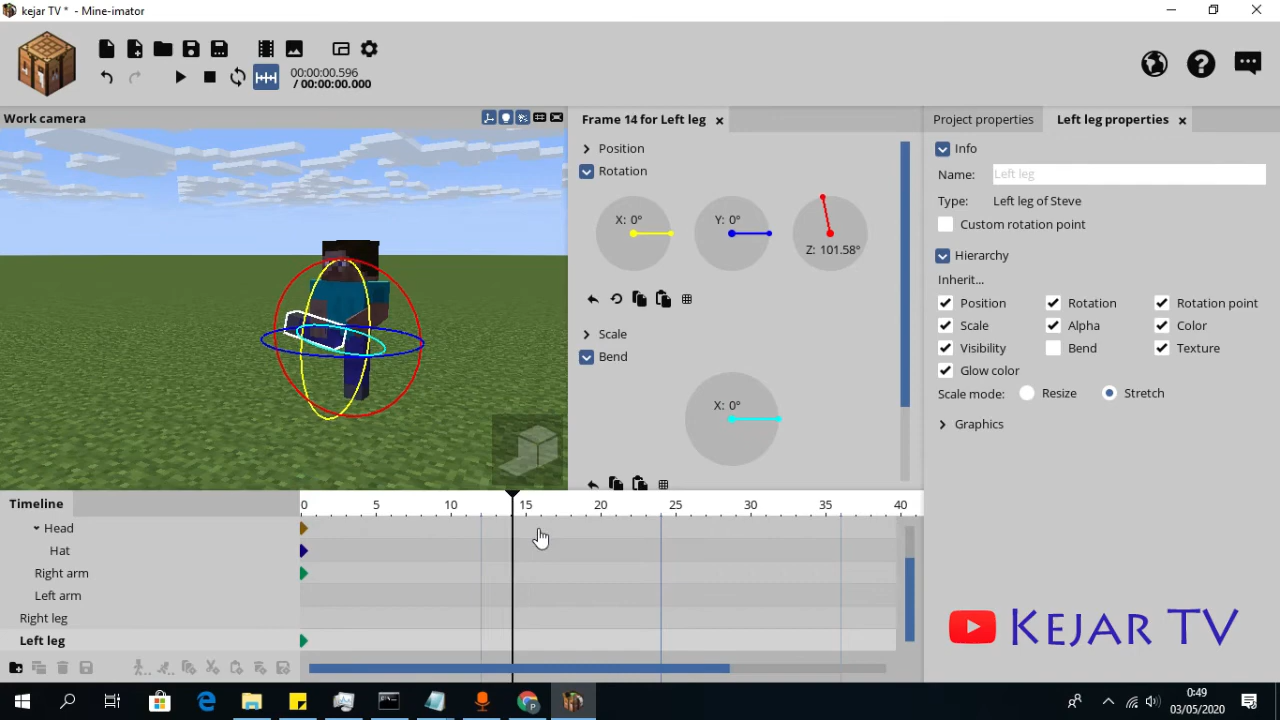 kejar TV * - Mine-imator
00:00:00.596
/ 00:00:00.000
Work camera
Frame 14 for Left leg
Position
Rotation
X: 0°
Y: 0°
Z: 101.58°
Scale
Bend
X: 0°
Project properties
Left leg properties
Info
Name: Left leg
Type: Left leg of Steve
Custom rotation point
Hierarchy
Inherit...
Position Rotation Rotation point
Scale Alpha Color
Visibility Bend Texture
Glow color
Scale mode: Resize Stretch
Graphics
Timeline
0 5 10 15 20 25 30 35 40
Head
Hat
Right arm
Left arm
Right leg
Left leg
KEJAR TV
0:49
03/05/2020